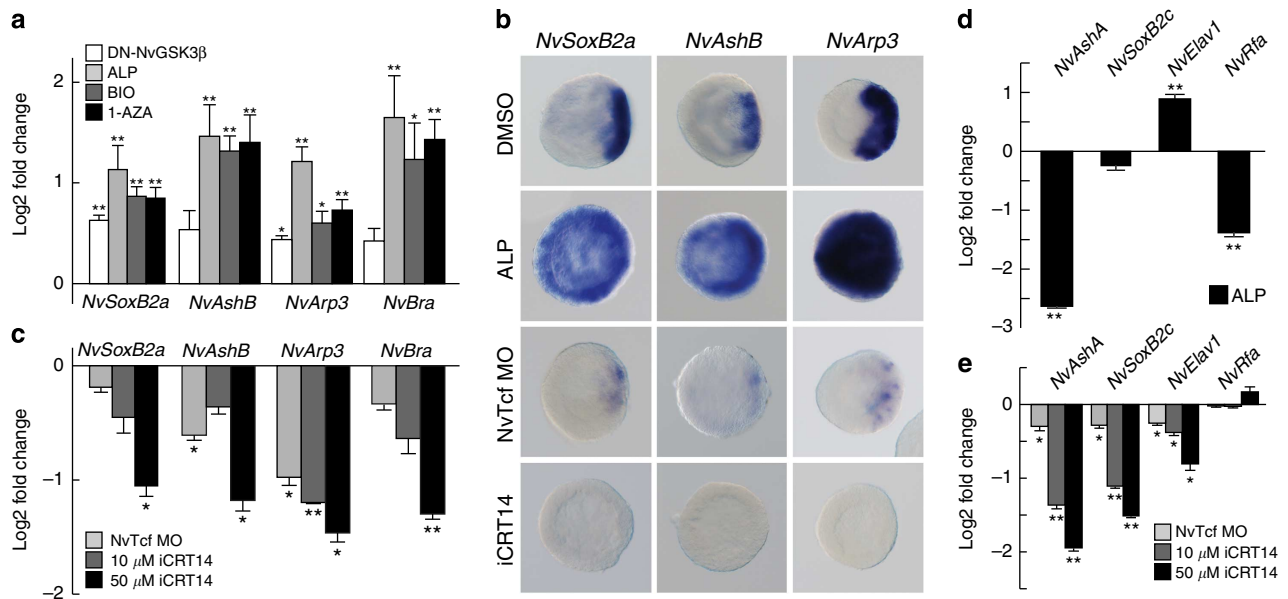 a
DN-NvGSK3β
ALP
BIO
1-AZA
Log2 fold change
2
1
0
** ** ** **
** ** **
* ** * **
** * **
NvSoxB2a NvAshB NvArp3 NvBra
b
NvSoxB2a NvAshB NvArp3
DMSO
ALP
NvTcf MO
iCRT14
c
NvSoxB2a NvAshB NvArp3 NvBra
Log2 fold change
0
−1
−2
*
* *
* ** *
**
NvTcf MO
10 μM iCRT14
50 μM iCRT14
d
NvAshA NvSoxB2c NvElav1 NvRfa
Log2 fold change
1
0
−1
−2
−3
** ** **
ALP
e
NvAshA NvSoxB2c NvElav1 NvRfa
Log2 fold change
0
−1
−2
* ** **
* ** **
* * *
NvTcf MO
10 μM iCRT14
50 μM iCRT14